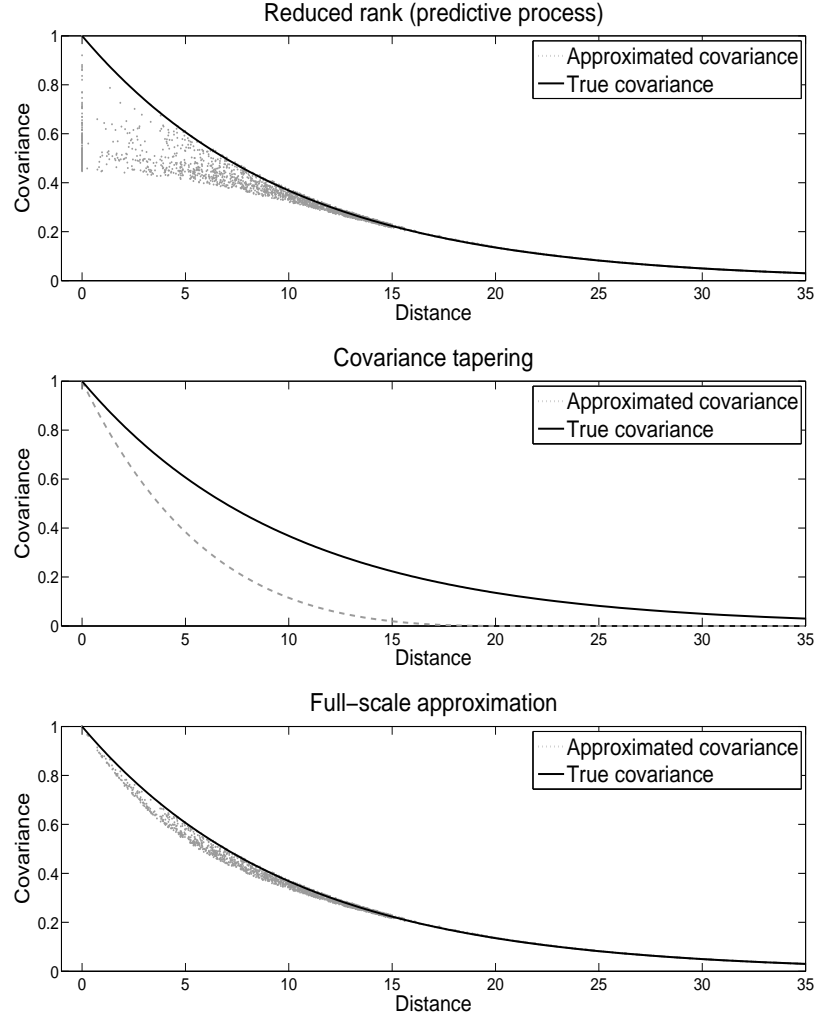 Reduced rank (predictive process)
Approximated covariance
True covariance
Covariance
1
0.8
0.6
0.4
0.2
0
0 5 10 15 20 25 30 35
Distance
Covariance tapering
Approximated covariance
True covariance
Covariance
1
0.8
0.6
0.4
0.2
0
0 5 10 15 20 25 30 35
Distance
Full−scale approximation
Approximated covariance
True covariance
Covariance
1
0.8
0.6
0.4
0.2
0
0 5 10 15 20 25 30 35
Distance